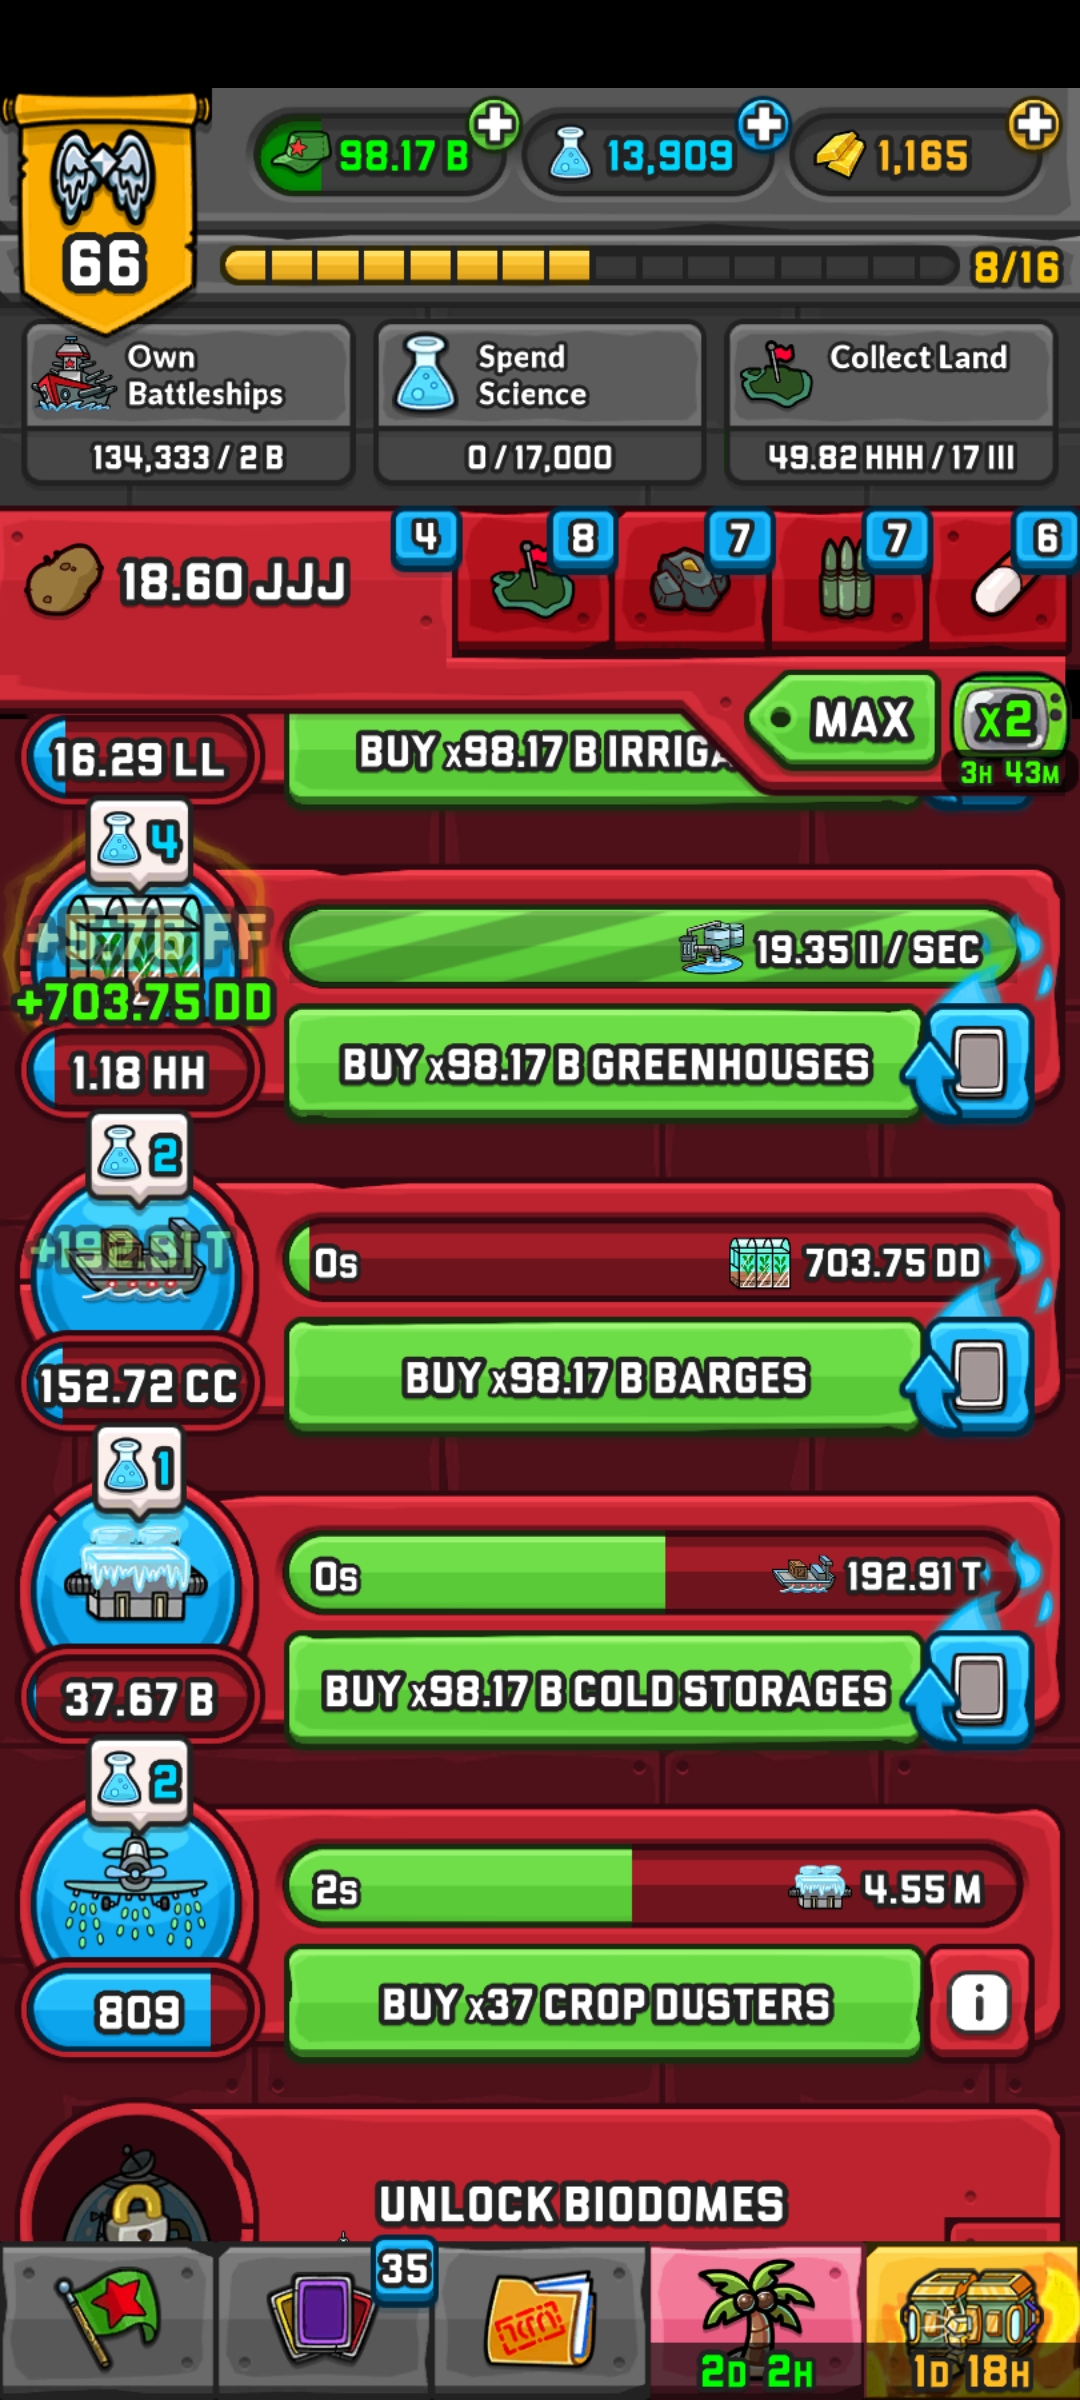 98.17 B
13,909
1,165
66
8/16
Own
Battleships
134,333 / 2 B
Spend
Science
0 / 17,000
Collect Land
49.82 HHH / 17 III
18.60 JJJ
4
8
7
7
6
MAX
x2
3H 43M
16.29 LL
BUY x98.17 B
4
+703.75 DD
19.35 II / SEC
1.18 HH
BUY x98.17 B GREENHOUSES
2
+192.91 T
0s
703.75 DD
152.72 CC
BUY x98.17 B BARGES
1
0s
192.91 T
37.67 B
BUY x98.17 B COLD STORAGES
2
2s
4.55 M
809
BUY x37 CROP DUSTERS
i
UNLOCK BIODOMES
35
2D 2H
1D 18H